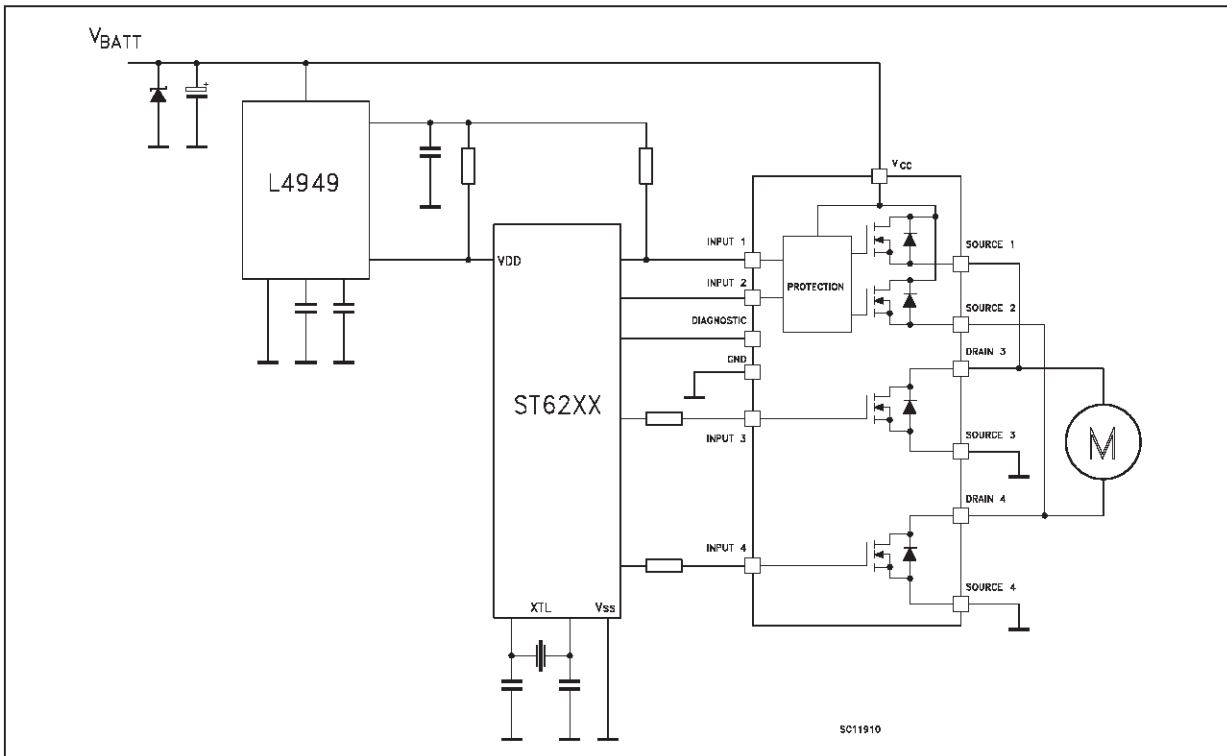 VBATT
L4949
VCC
INPUT 1
SOURCE 1
VDD
INPUT 2
PROTECTION
SOURCE 2
DIAGNOSTIC
GND
DRAIN 3
ST62XX
INPUT 3
SOURCE 3
M
DRAIN 4
INPUT 4
SOURCE 4
XTL
Vss
SC11910